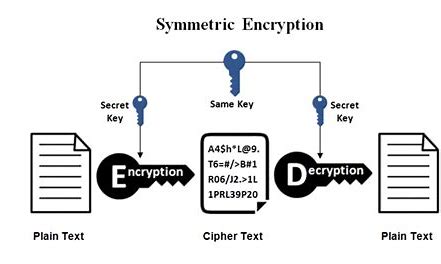 Symmetric Encryption
Secret
Key
Same Key
Secret
Key
Encryption
A4$h*L@9.
T6=#/>B#1
R06/J2.>1L
1PRL39P20
Decryption
Plain Text
Cipher Text
Plain Text